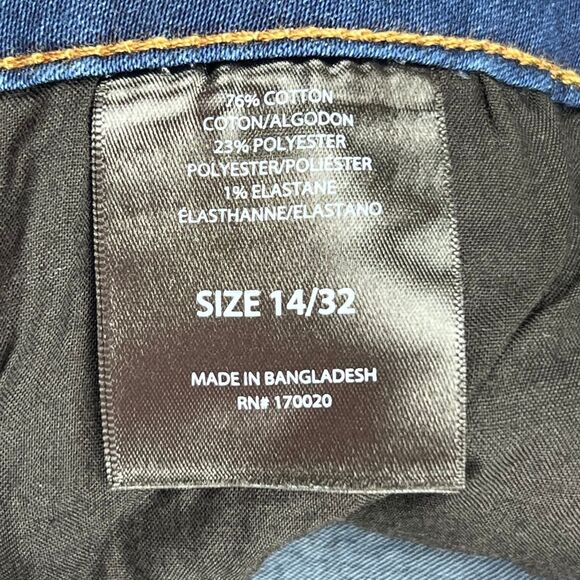 76% COTTON
COTON/ALGODON
23% POLYESTER
POLYESTER/POLIESTER
1% ELASTANE
ÉLASTHANNE/ELASTANO
SIZE 14/32
MADE IN BANGLADESH
RN# 170020